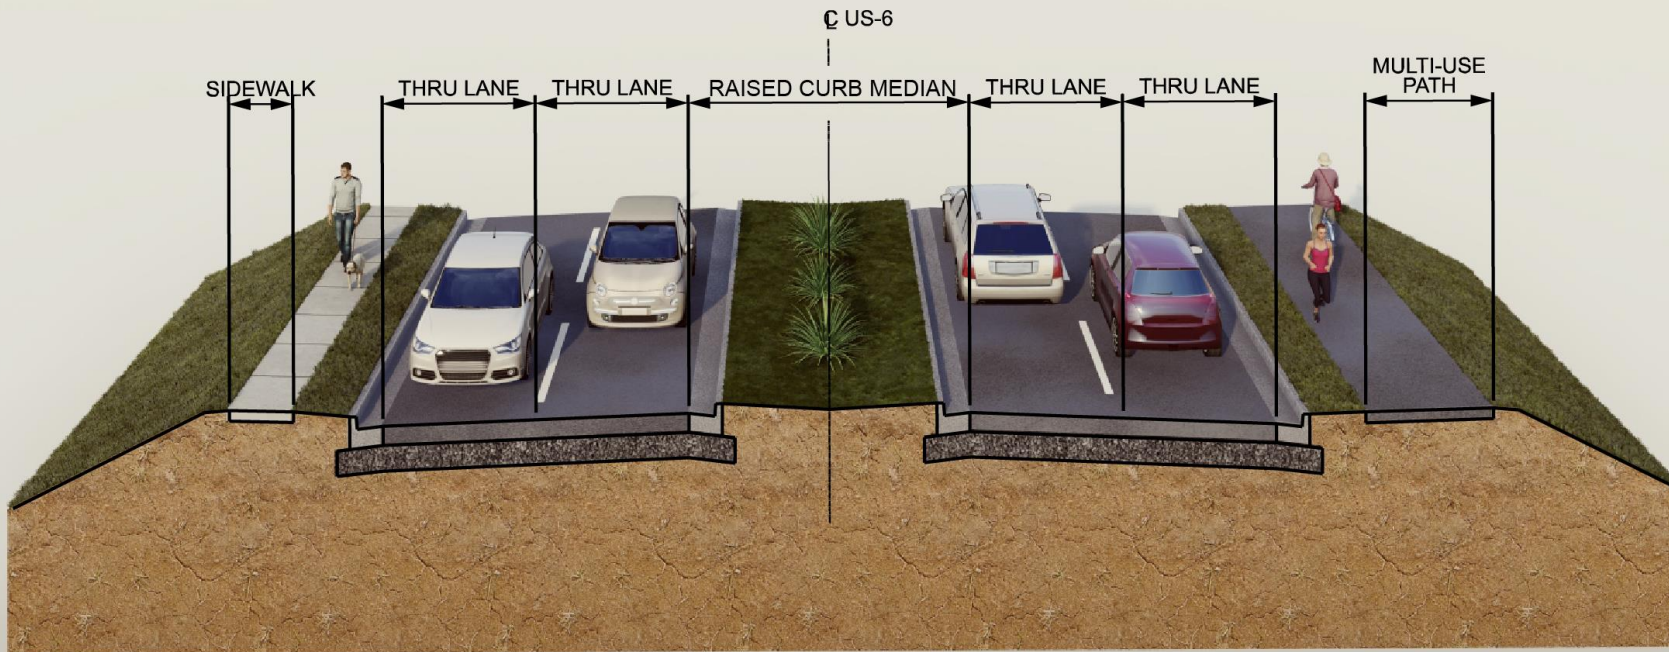 ℄ US-6
SIDEWALK
THRU LANE
THRU LANE
RAISED CURB MEDIAN
THRU LANE
THRU LANE
MULTI-USE
PATH